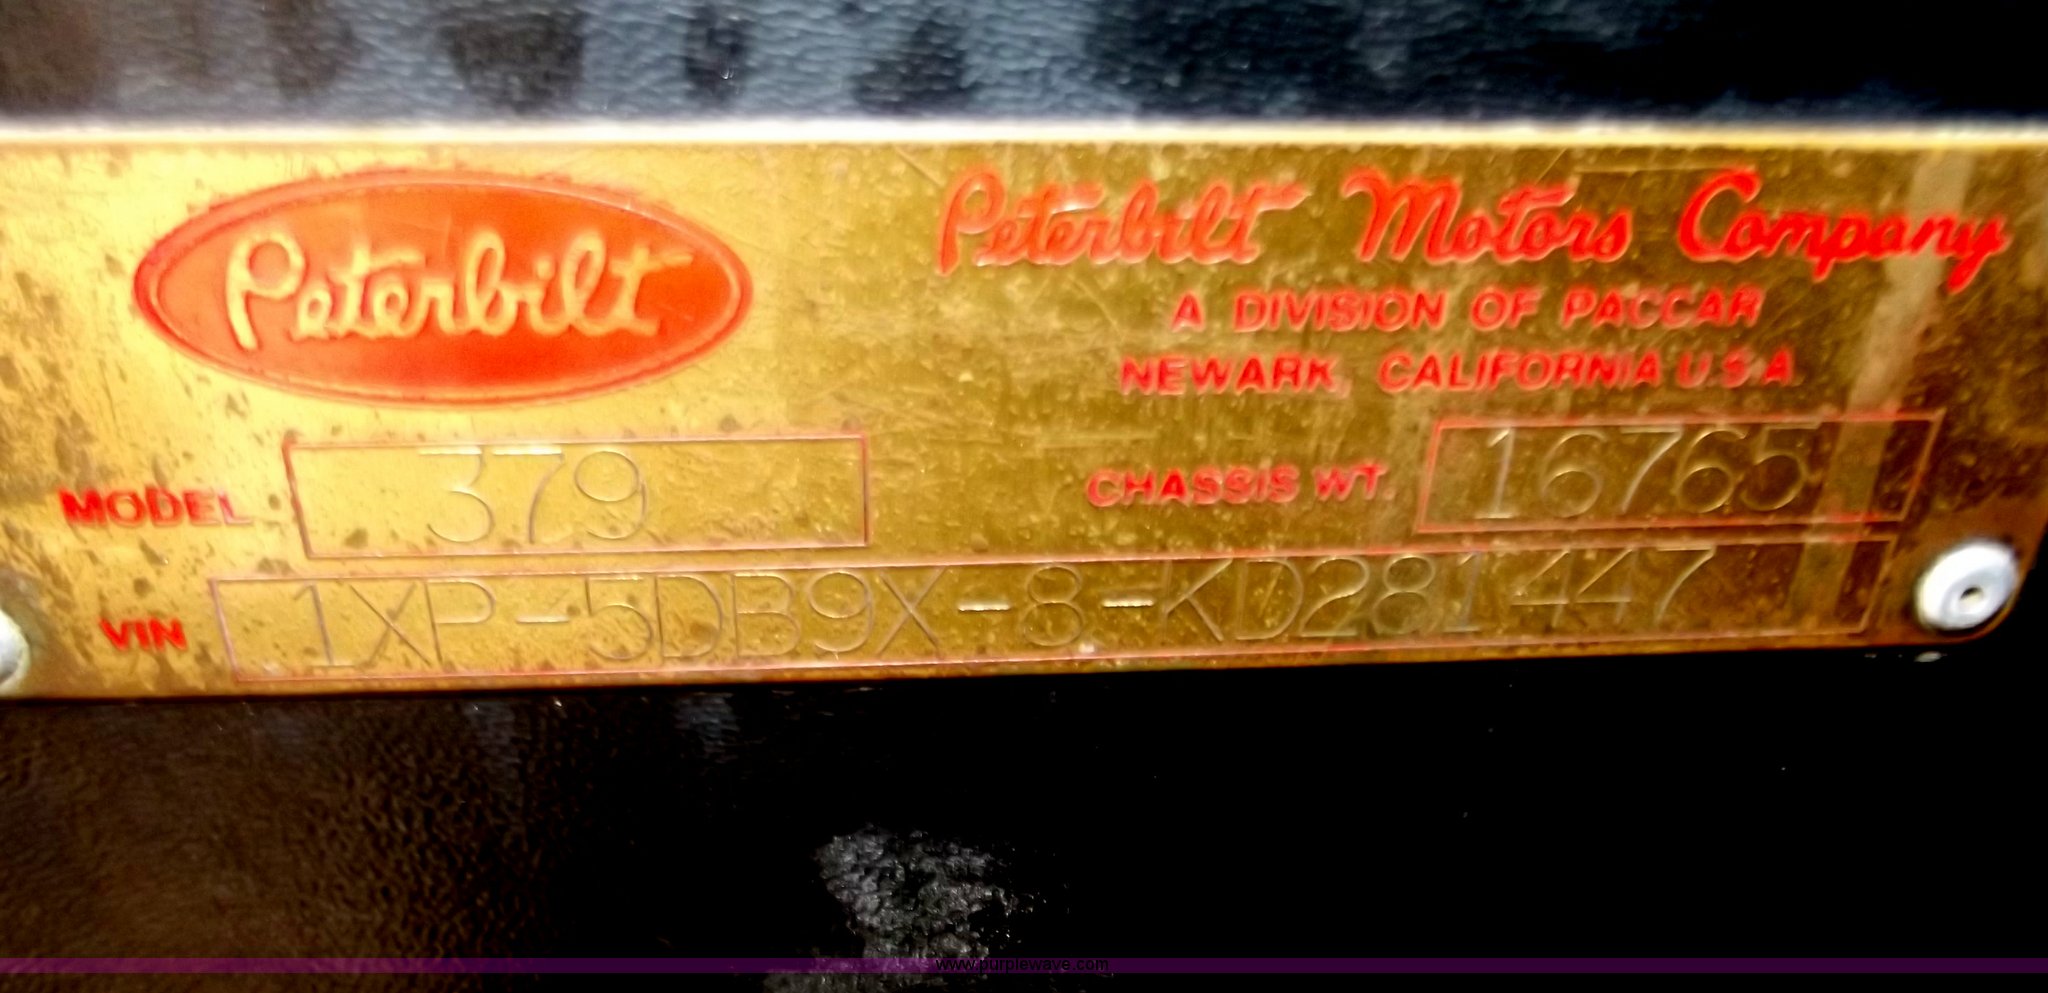 Peterbilt
Peterbilt Motors Company
A DIVISION OF PACCAR
NEWARK, CALIFORNIA U.S.A.
MODEL 379
CHASSIS WT. 16765
VIN 1XP-5DB9X-8-KD281447
www.purplewave.com